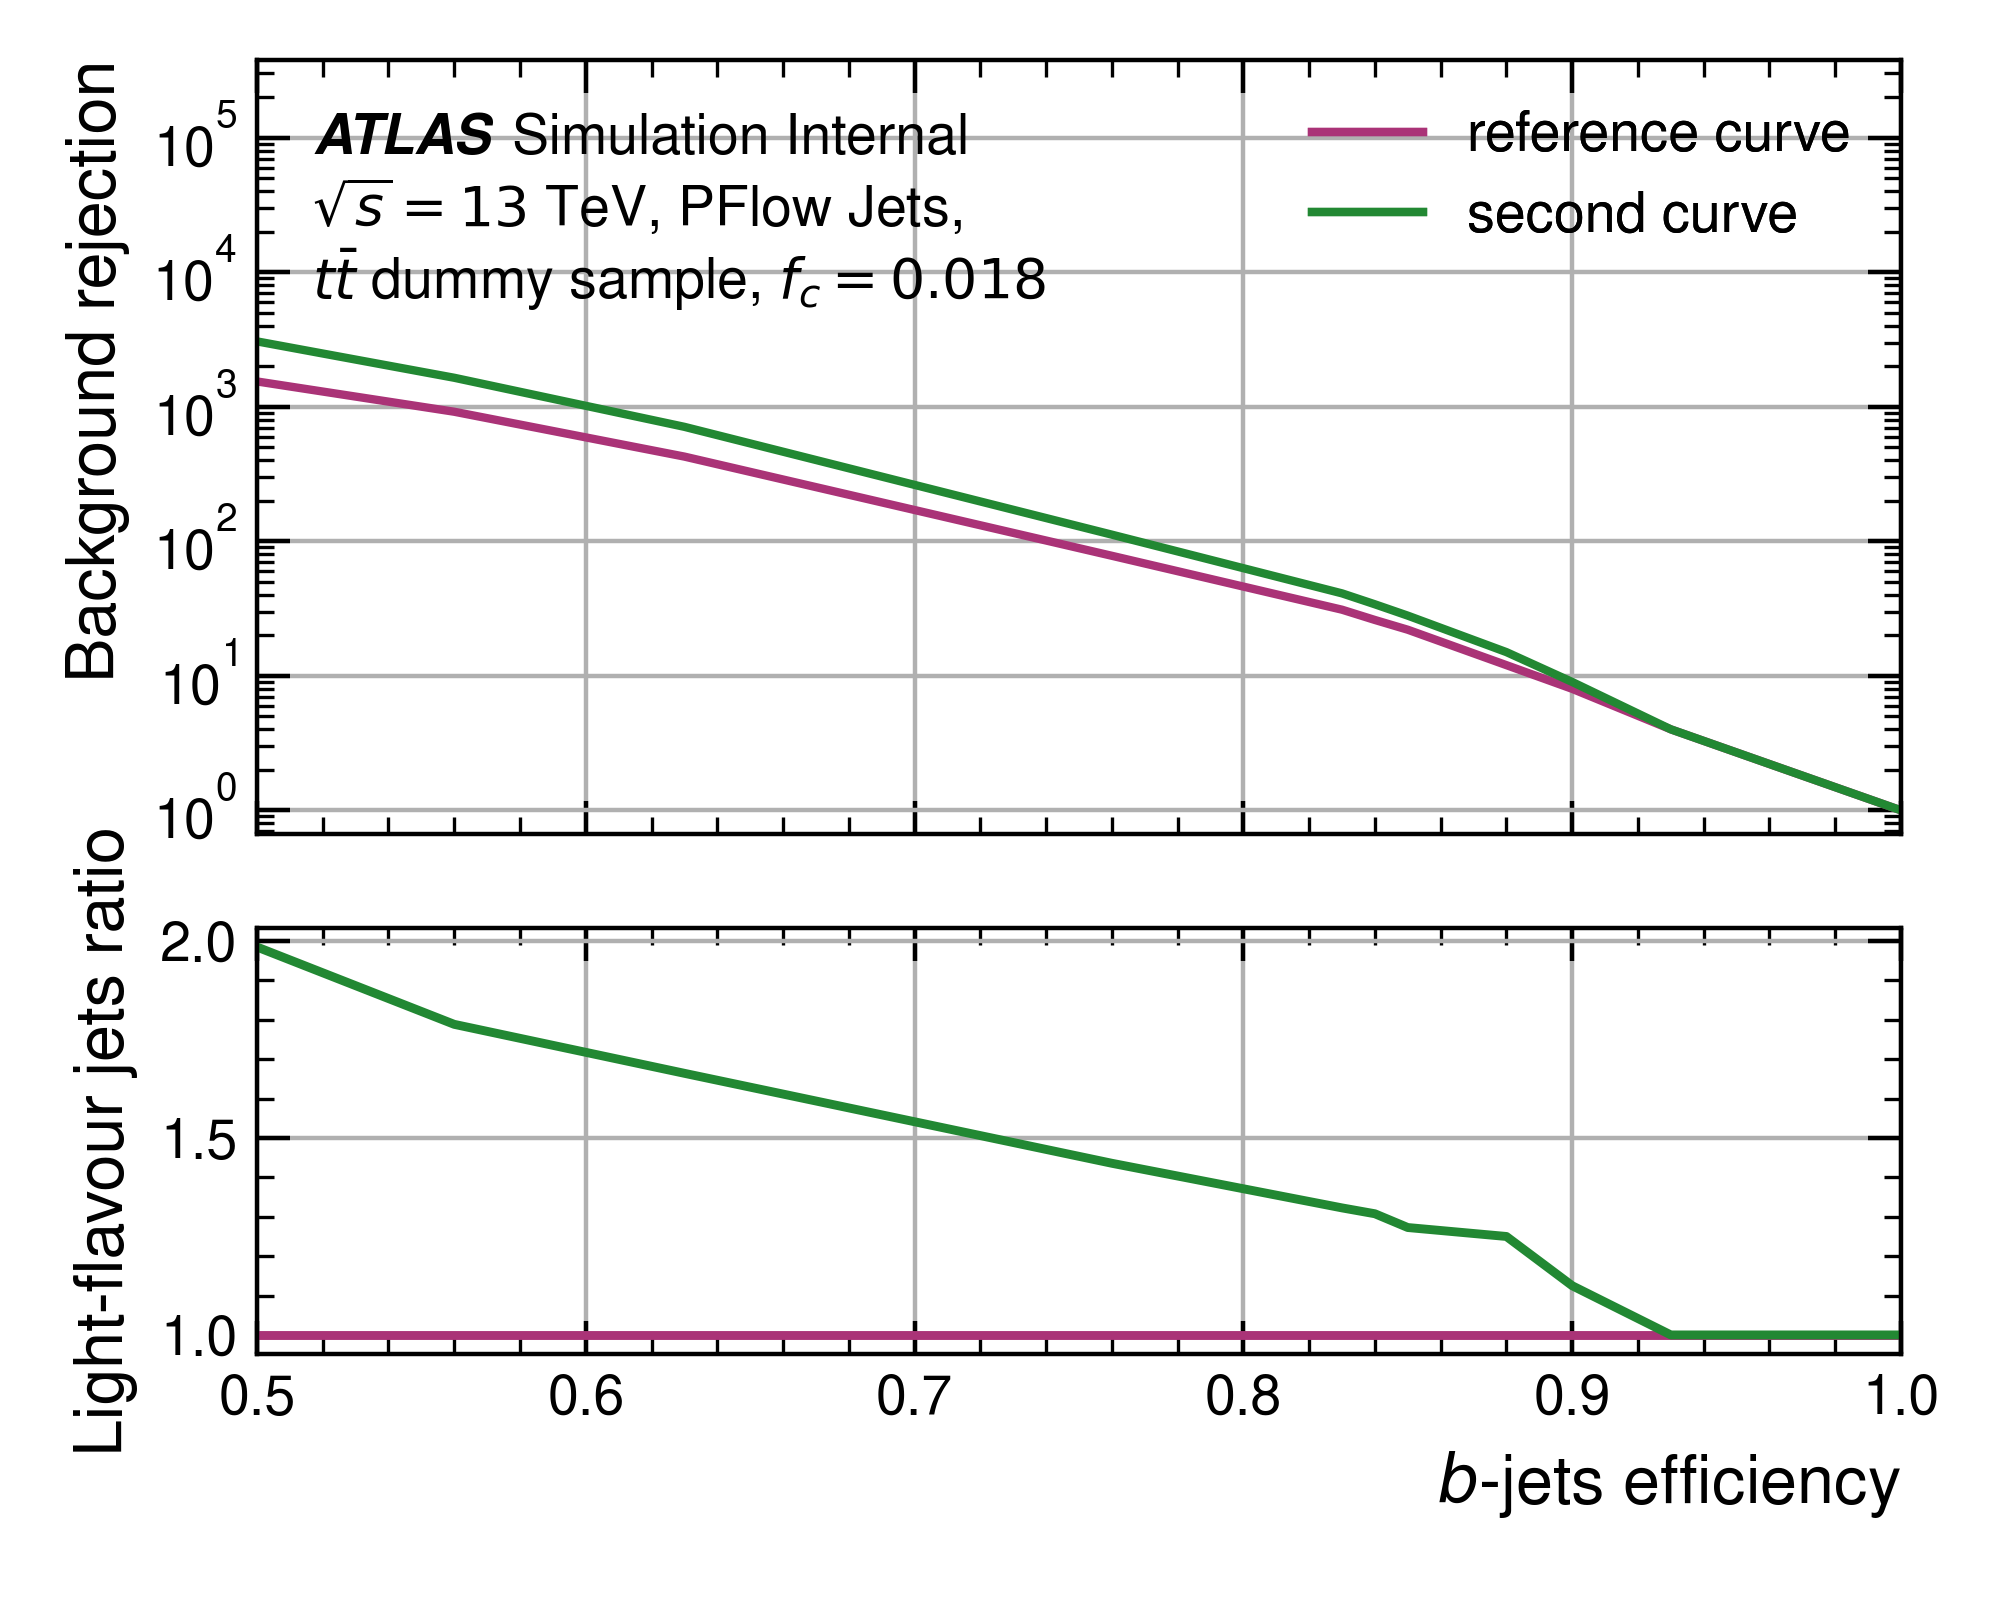 ATLAS Simulation Internal
√s = 13 TeV, PFlow Jets,
tt̄ dummy sample, f_c = 0.018
reference curve
second curve
Background rejection
10^5
10^4
10^3
10^2
10^1
10^0
Light-flavour jets ratio
2.0
1.5
1.0
0.5 0.6 0.7 0.8 0.9 1.0
b-jets efficiency